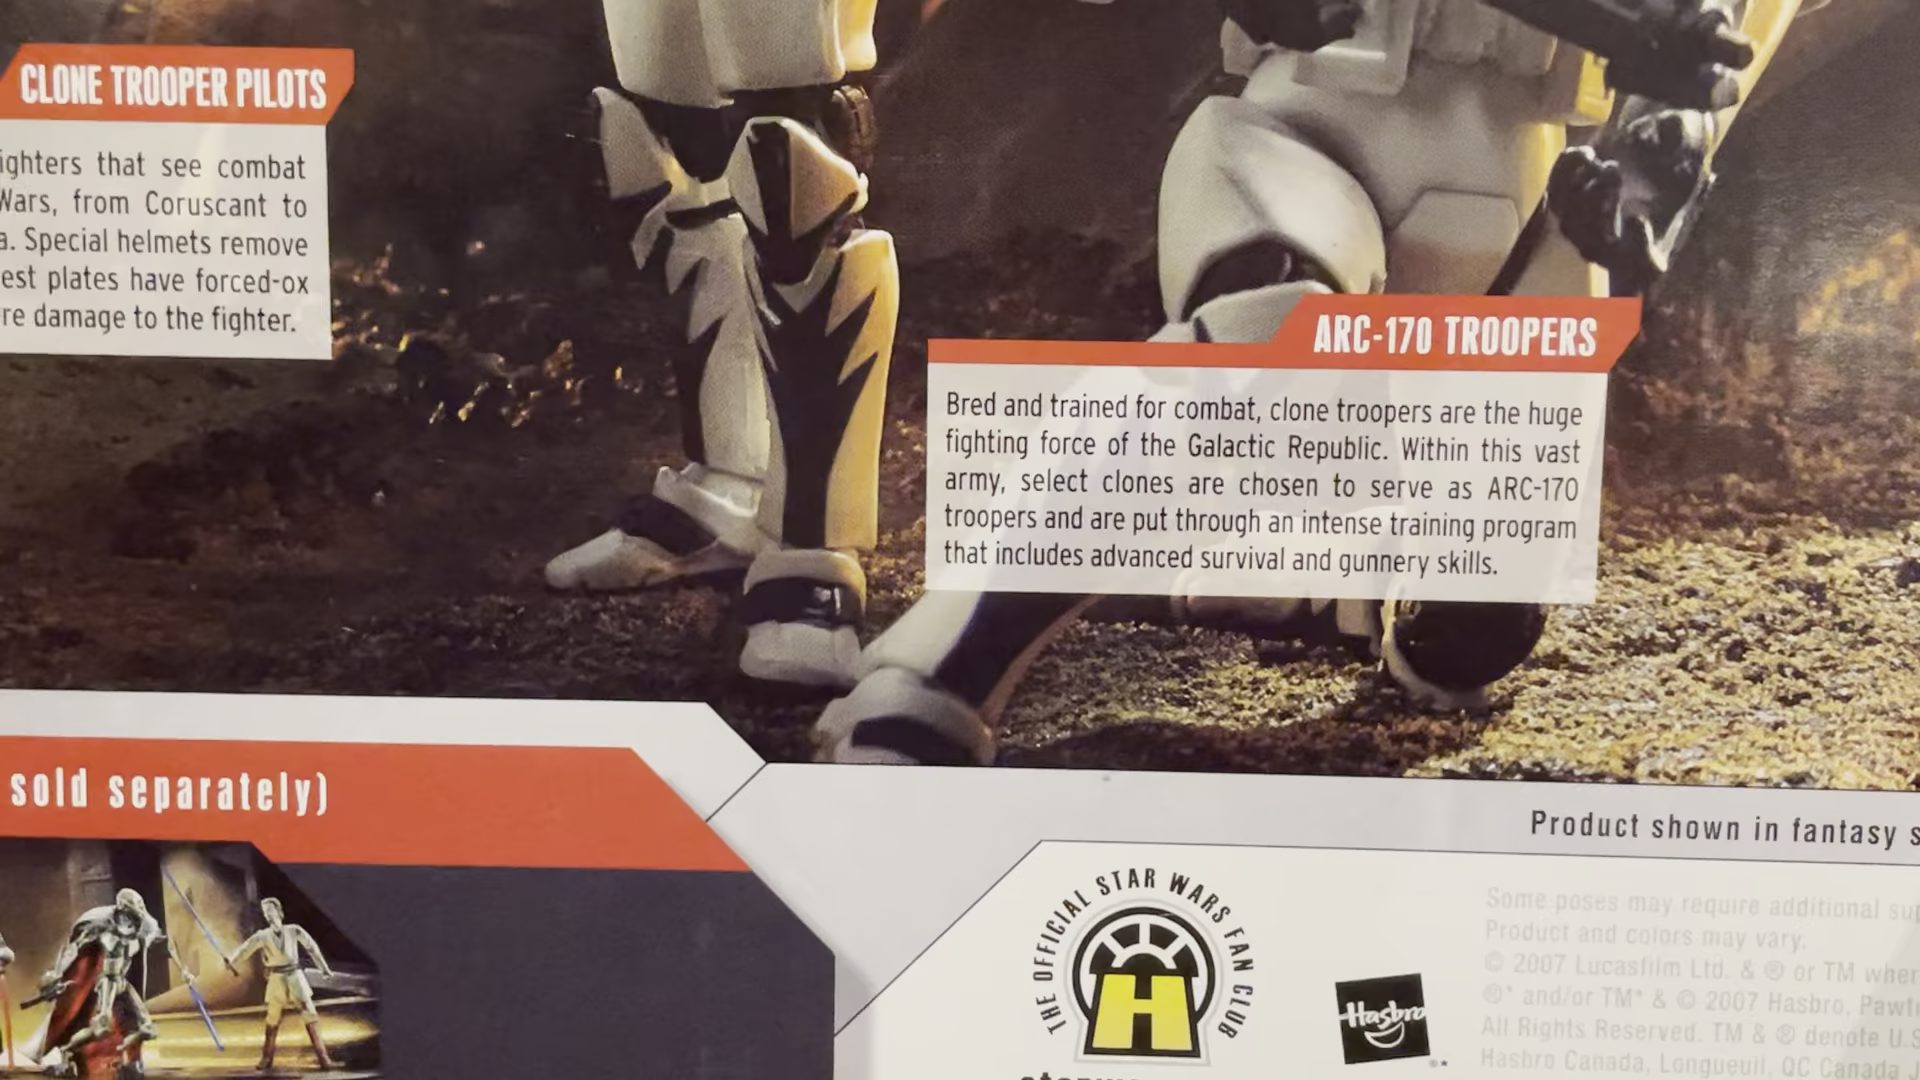 CLONE TROOPER PILOTS
ighters that see combat
Wars, from Coruscant to
a. Special helmets remove
est plates have forced-ox
re damage to the fighter.
ARC-170 TROOPERS
Bred and trained for combat, clone troopers are the huge
fighting force of the Galactic Republic. Within this vast
army, select clones are chosen to serve as ARC-170
troopers and are put through an intense training program
that includes advanced survival and gunnery skills.
sold separately)
Product shown in fantasy s
THE OFFICIAL STAR WARS FAN CLUB
H
Hasbro
Some poses may require additional sup
Product and colors may vary.
© 2007 Lucasfilm Ltd. & ® or TM wher
®* and/or TM* & © 2007 Hasbro, Pawtu
All Rights Reserved. TM & ® denote U.S
Hasbro Canada, Longueuil, QC Canada J